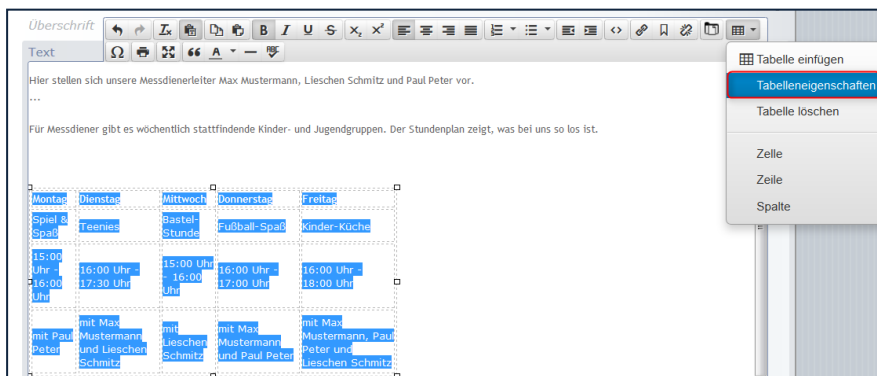 Überschrift
B I U S X₂ X²
Text
Ω 66 A ABC
Tabelle einfügen
Tabelleneigenschaften
Tabelle löschen
Zelle
Zeile
Spalte
Hier stellen sich unsere Messdienerleiter Max Mustermann, Lieschen Schmitz und Paul Peter vor.
...
Für Messdiener gibt es wöchentlich stattfindende Kinder- und Jugendgruppen. Der Stundenplan zeigt, was bei uns so los ist.
Montag Dienstag Mittwoch Donnerstag Freitag
Spiel &
Spaß
Teenies
Bastel-
Stunde
Fußball-Spaß
Kinder-Küche
15:00
Uhr -
16:00
Uhr
16:00 Uhr -
17:30 Uhr
15:00 Uhr
- 16:00
Uhr
16:00 Uhr -
17:00 Uhr
16:00 Uhr -
18:00 Uhr
mit Paul
Peter
mit Max
Mustermann
und Lieschen
Schmitz
mit
Lieschen
Schmitz
mit Max
Mustermann
und Paul Peter
mit Max
Mustermann, Paul
Peter und
Lieschen Schmitz